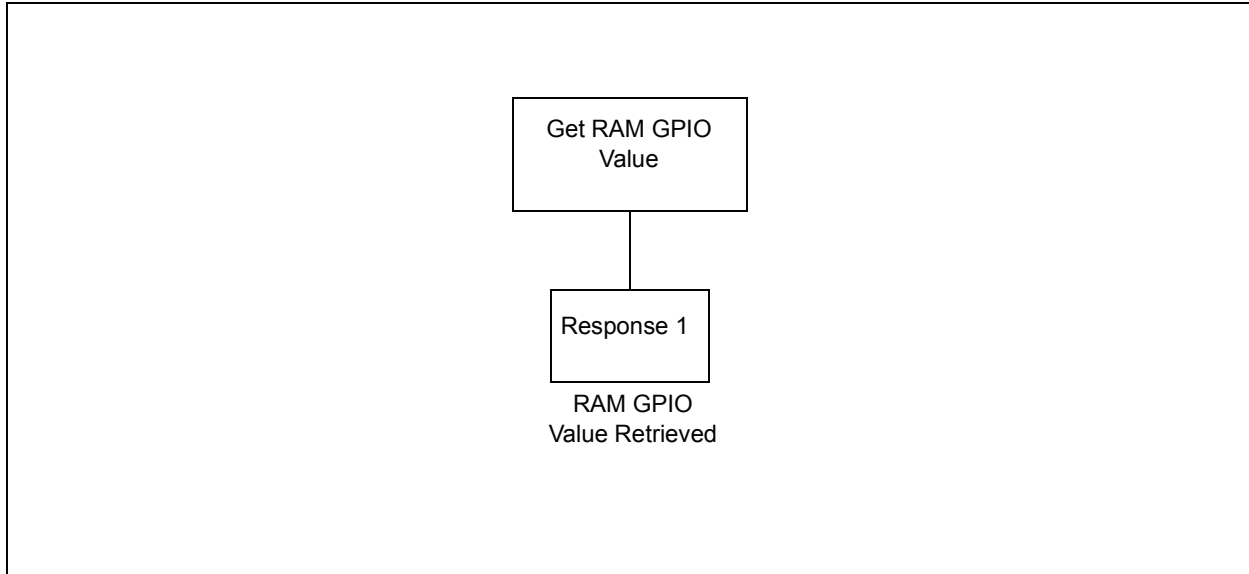 Get RAM GPIO
Value
Response 1
RAM GPIO
Value Retrieved